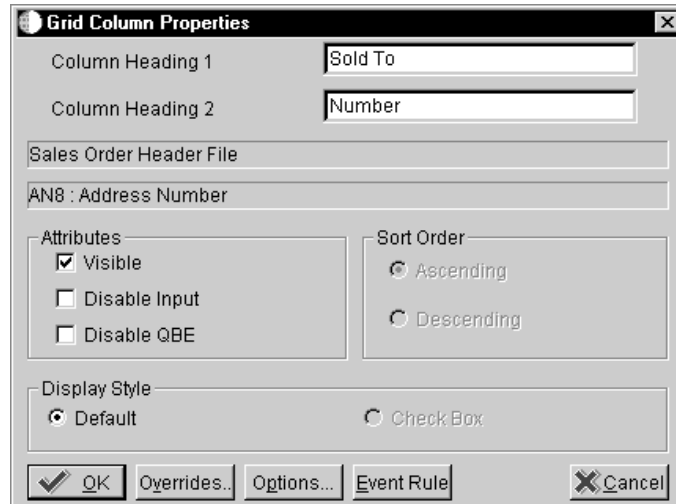 Grid Column Properties
Column Heading 1 Sold To
Column Heading 2 Number
Sales Order Header File
AN8 : Address Number
Attributes
Visible
Disable Input
Disable QBE
Sort Order
Ascending
Descending
Display Style
Default Check Box
OK Overrides.. Options... Event Rule Cancel